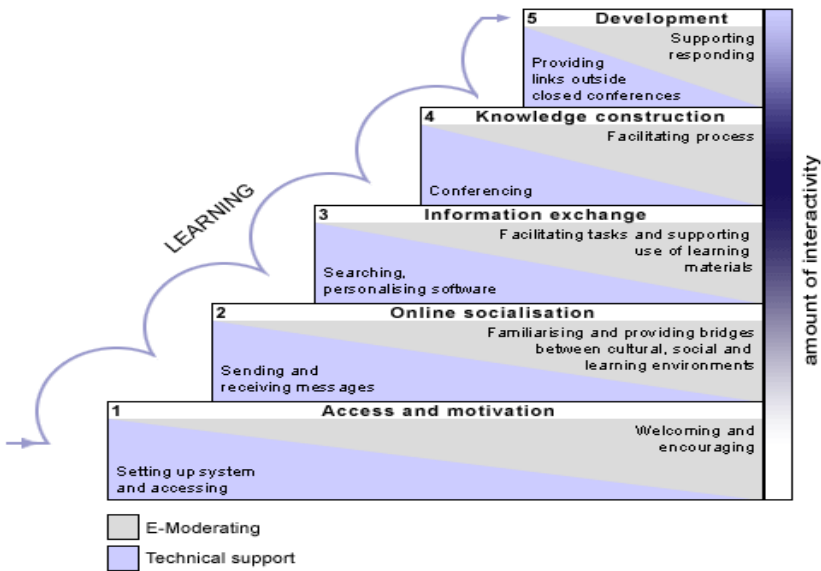 5 Development
Supporting
responding
Providing
links outside
closed conferences
4 Knowledge construction
Facilitating process
Conferencing
LEARNING
3 Information exchange
Facilitating tasks and supporting
use of learning
materials
Searching,
personalising software
2 Online socialisation
Familiarising and providing bridges
between cultural, social and
learning environments
Sending and
receiving messages
1 Access and motivation
Welcoming and
encouraging
Setting up system
and accessing
amount of interactivity
E-Moderating
Technical support